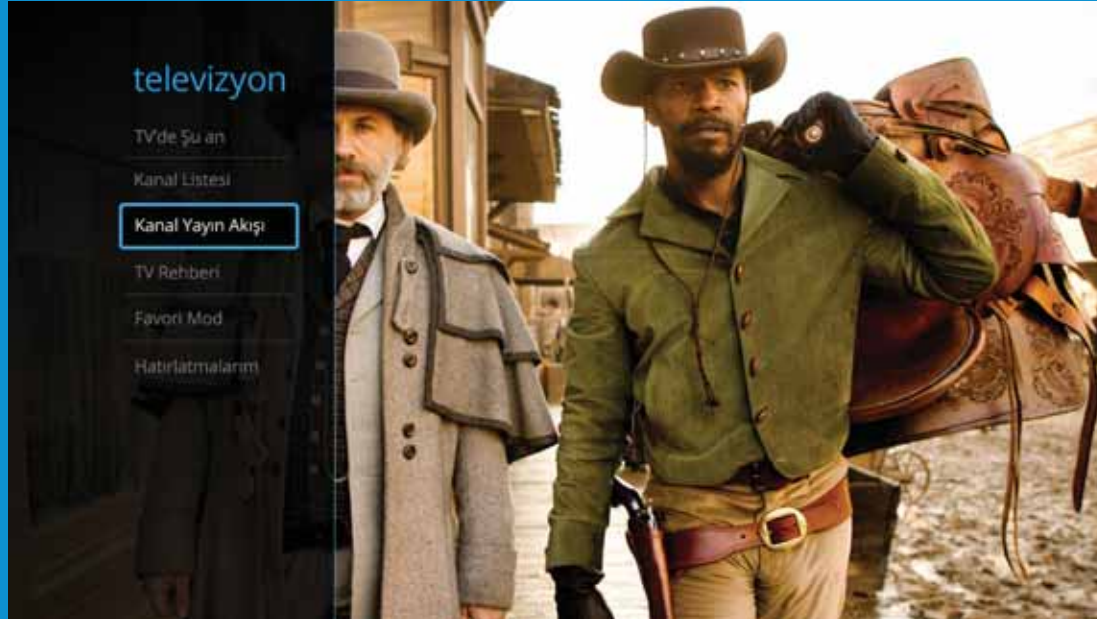 televizyon
TV'de Şu an
Kanal Listesi
Kanal Yayın Akışı
TV Rehberi
Favori Mod
Hatırlatmalarım